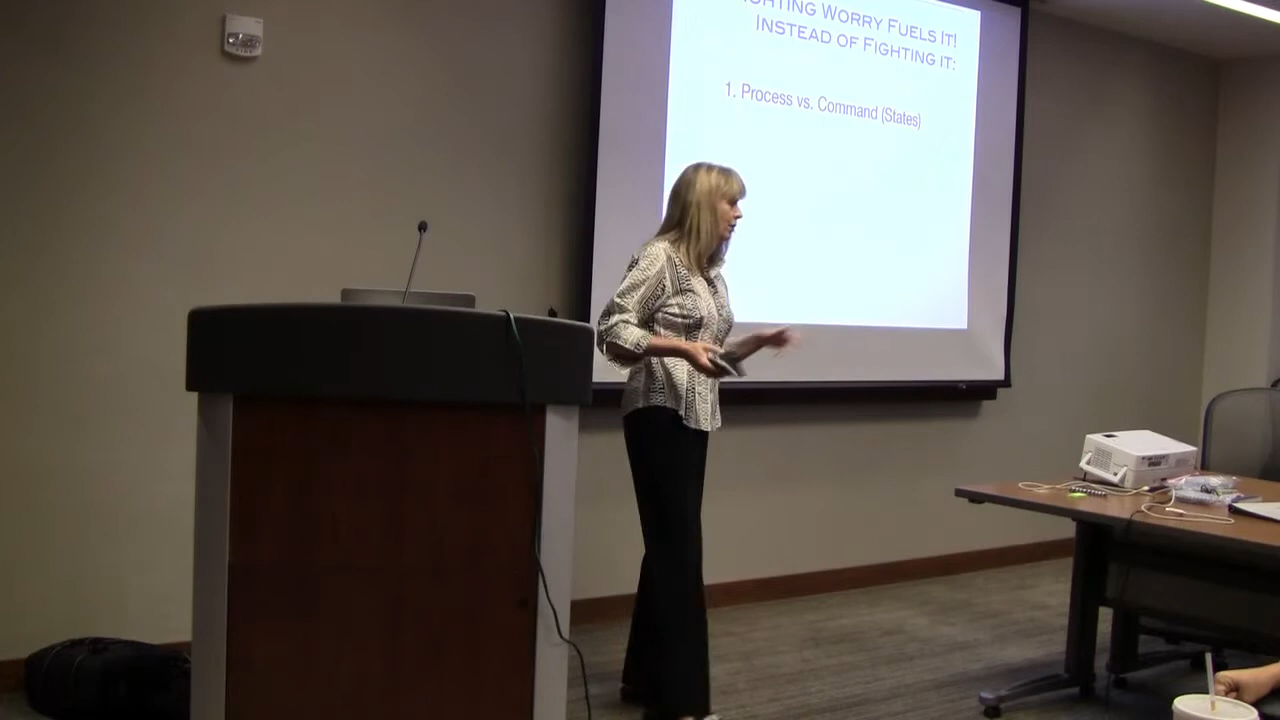 Worry Fuels It!
Instead of Fighting it:
1. Process vs. Command (States)